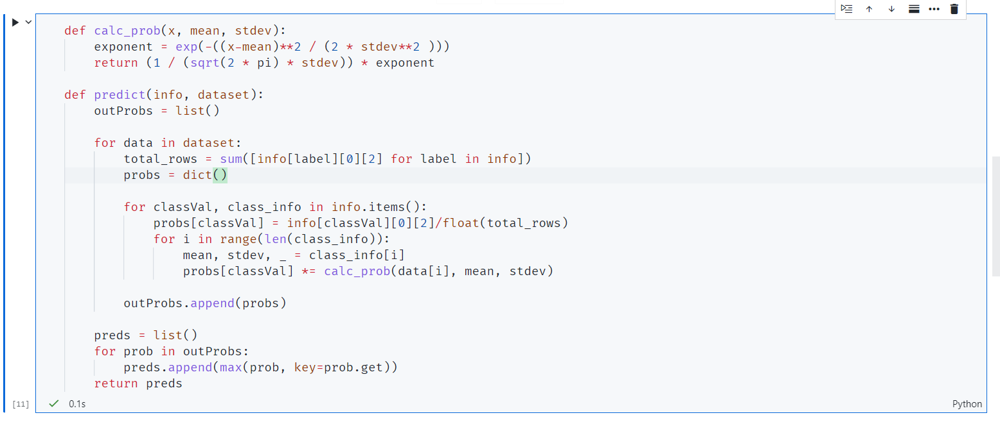 def calc_prob(x, mean, stdev):
    exponent = exp(-((x-mean)**2 / (2 * stdev**2 )))
    return (1 / (sqrt(2 * pi) * stdev)) * exponent

def predict(info, dataset):
    outProbs = list()

    for data in dataset:
        total_rows = sum([info[label][0][2] for label in info])
        probs = dict()

        for classVal, class_info in info.items():
            probs[classVal] = info[classVal][0][2]/float(total_rows)
            for i in range(len(class_info)):
                mean, stdev, _ = class_info[i]
                probs[classVal] *= calc_prob(data[i], mean, stdev)

        outProbs.append(probs)

    preds = list()
    for prob in outProbs:
        preds.append(max(prob, key=prob.get))
    return preds
[11] 0.1s Python